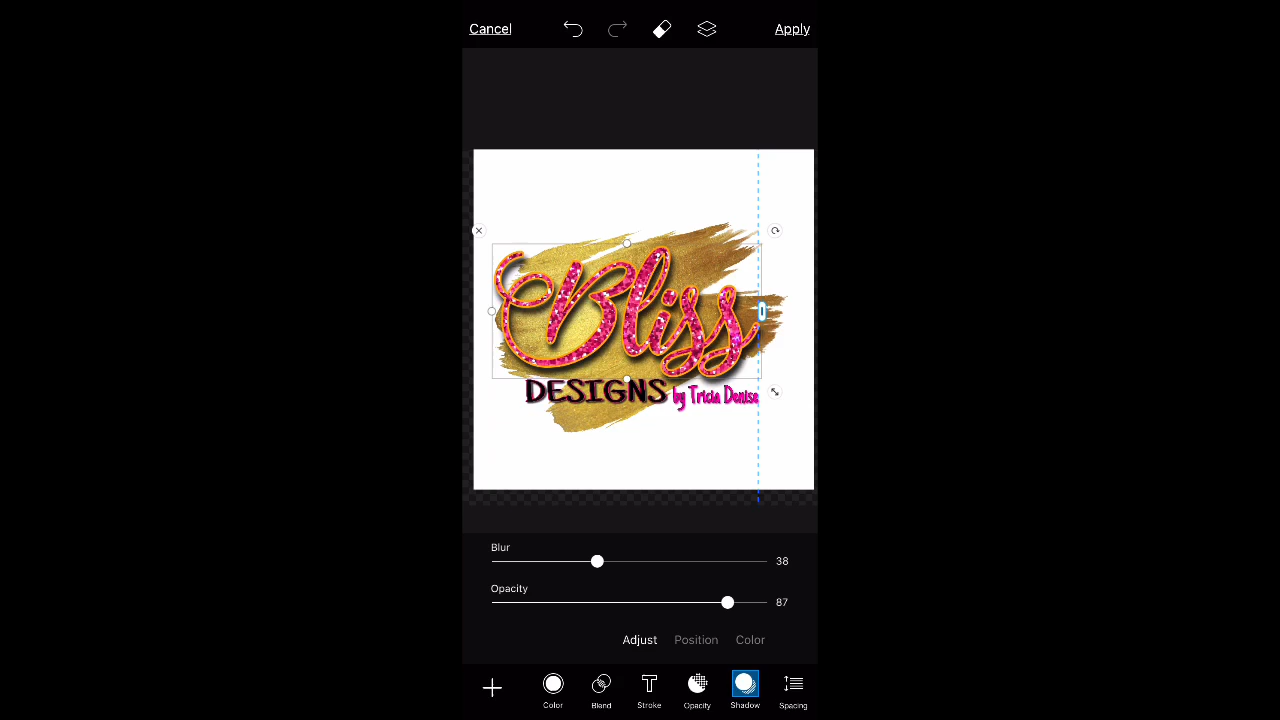 Cancel Apply
Bliss
DESIGNS by Tricia Denise
Blur
38
Opacity
87
Adjust Position Color
Color Blend Stroke Opacity Shadow Spacing